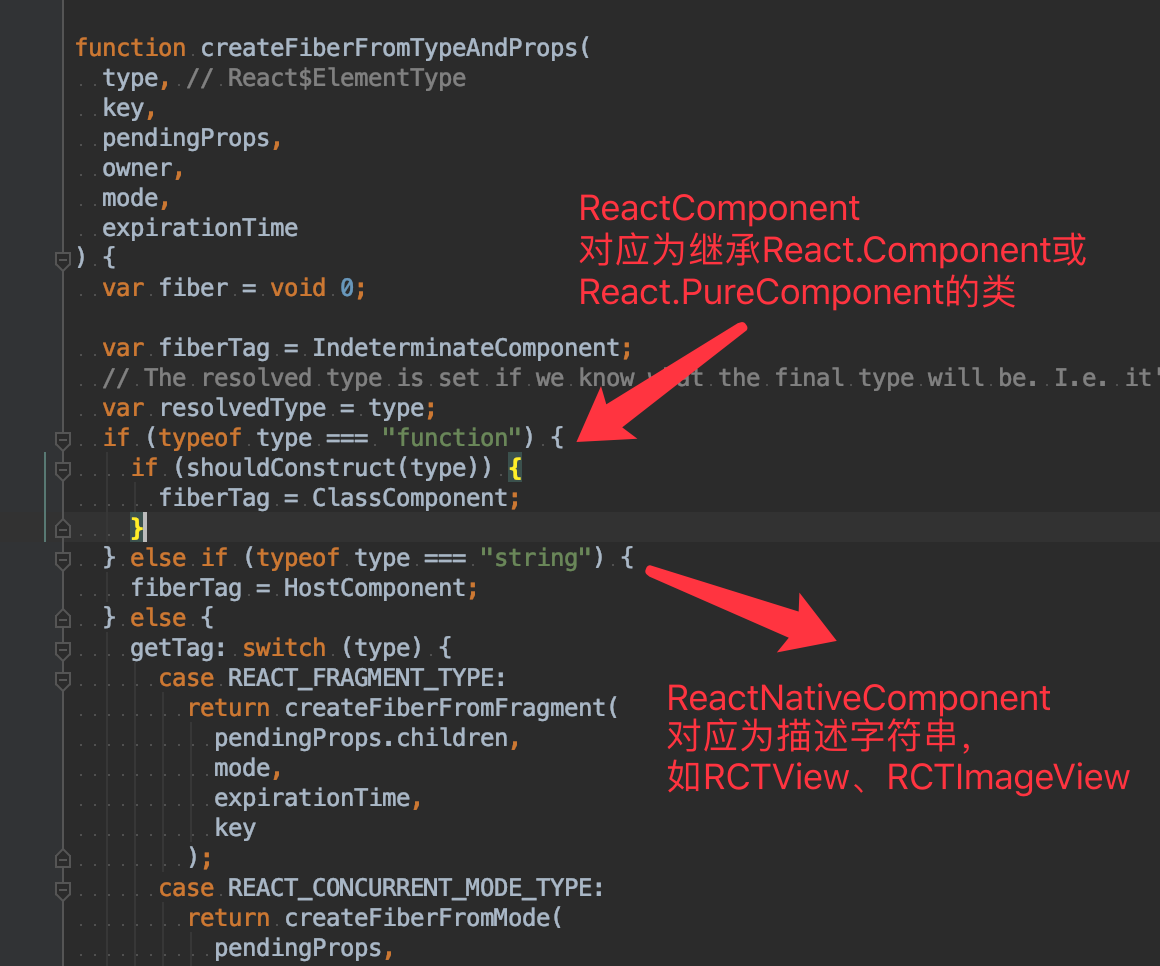 function createFiberFromTypeAndProps(
type, // React$ElementType
key,
pendingProps,
owner,
mode,
expirationTime
) {
var fiber = void 0;
ReactComponent
对应为继承React.Component或
React.PureComponent的类
var fiberTag = IndeterminateComponent;
// The resolved type is set if we know what the final type will be. I.e. it'
var resolvedType = type;
if (typeof type === "function") {
if (shouldConstruct(type)) {
fiberTag = ClassComponent;
}
} else if (typeof type === "string") {
fiberTag = HostComponent;
} else {
getTag: switch (type) {
case REACT_FRAGMENT_TYPE:
return createFiberFromFragment(
pendingProps.children,
mode,
expirationTime,
key
);
ReactNativeComponent
对应为描述字符串,
如RCTView、RCTImageView
case REACT_CONCURRENT_MODE_TYPE:
return createFiberFromMode(
pendingProps,